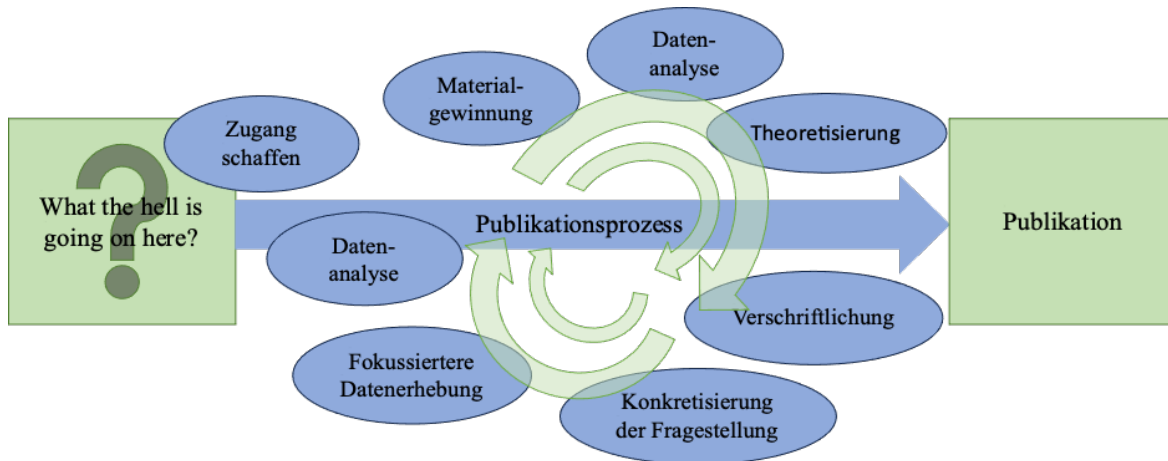 What the hell is
going on here?
Zugang
schaffen
Material-
gewinnung
Daten-
analyse
Theoretisierung
Publikationsprozess
Daten-
analyse
Verschriftlichung
Fokussiertere
Datenerhebung
Konkretisierung
der Fragestellung
Publikation